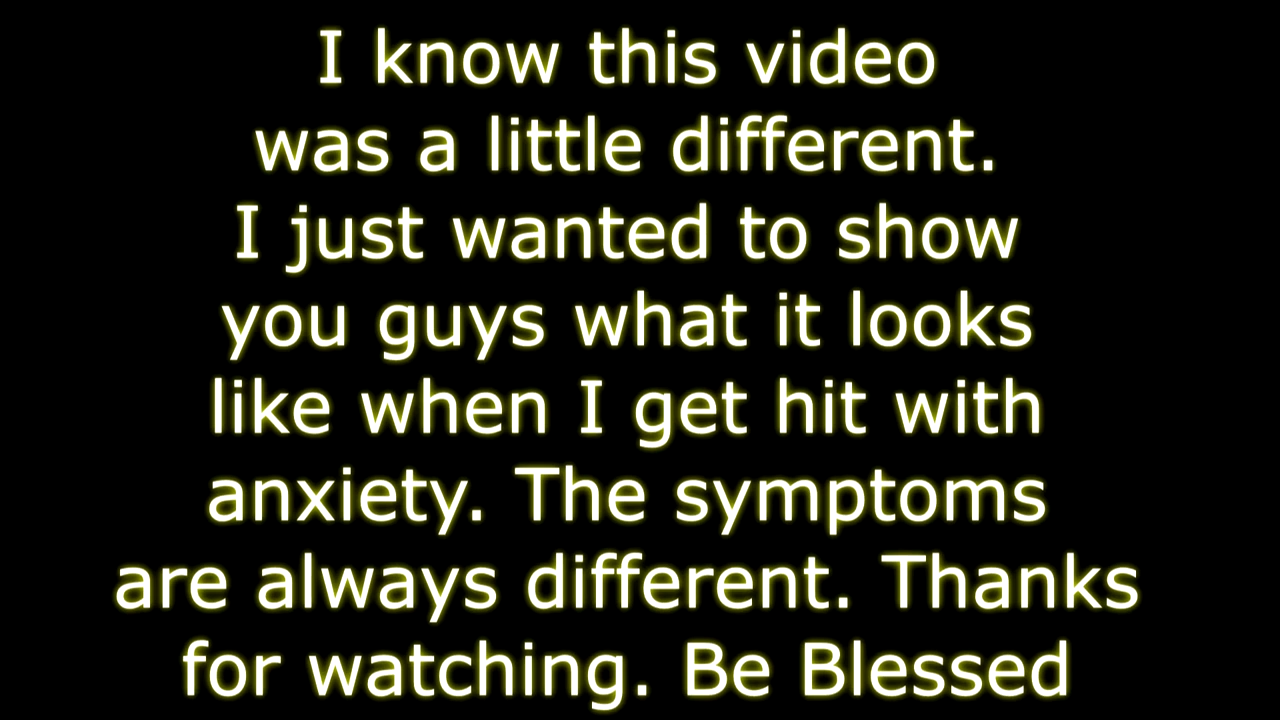 I know this video
was a little different.
I just wanted to show
you guys what it looks
like when I get hit with
anxiety. The symptoms
are always different. Thanks
for watching. Be Blessed